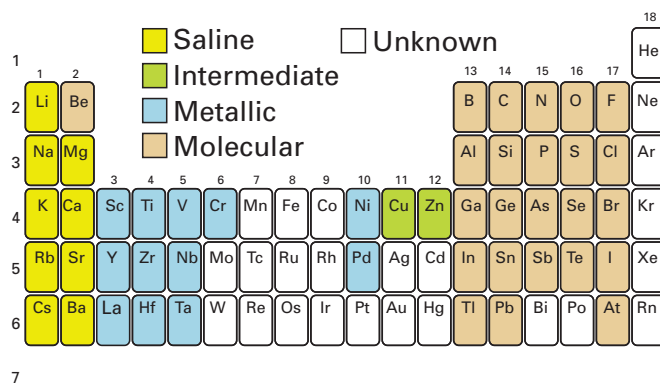 18
Saline Unknown
1 He
Intermediate
1 2 13 14 15 16 17
Metallic
2 Li Be B C N O F Ne
Molecular
3 Na Mg Al Si P S Cl Ar
3 4 5 6 7 8 9 10 11 12
4 K Ca Sc Ti V Cr Mn Fe Co Ni Cu Zn Ga Ge As Se Br Kr
5 Rb Sr Y Zr Nb Mo Tc Ru Rh Pd Ag Cd In Sn Sb Te I Xe
6 Cs Ba La Hf Ta W Re Os Ir Pt Au Hg Tl Pb Bi Po At Rn
7